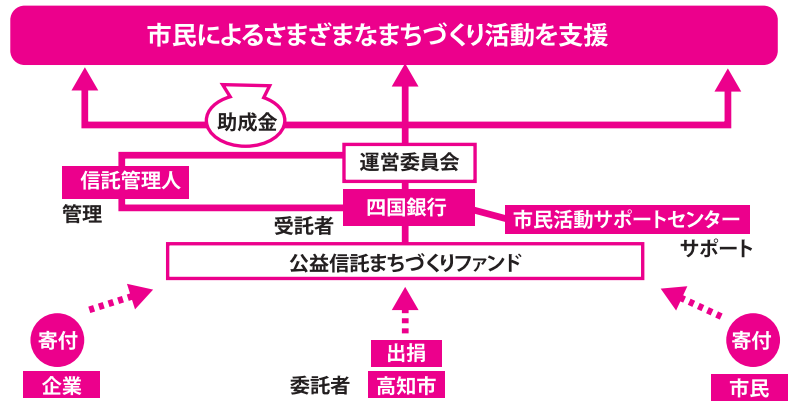 市民によるさまざまなまちづくり活動を支援
助成金
運営委員会
信託管理人
管理
四国銀行
受託者
市民活動サポートセンター
サポート
公益信託まちづくりファンド
寄付
企業
出捐
委託者
高知市
寄付
市民